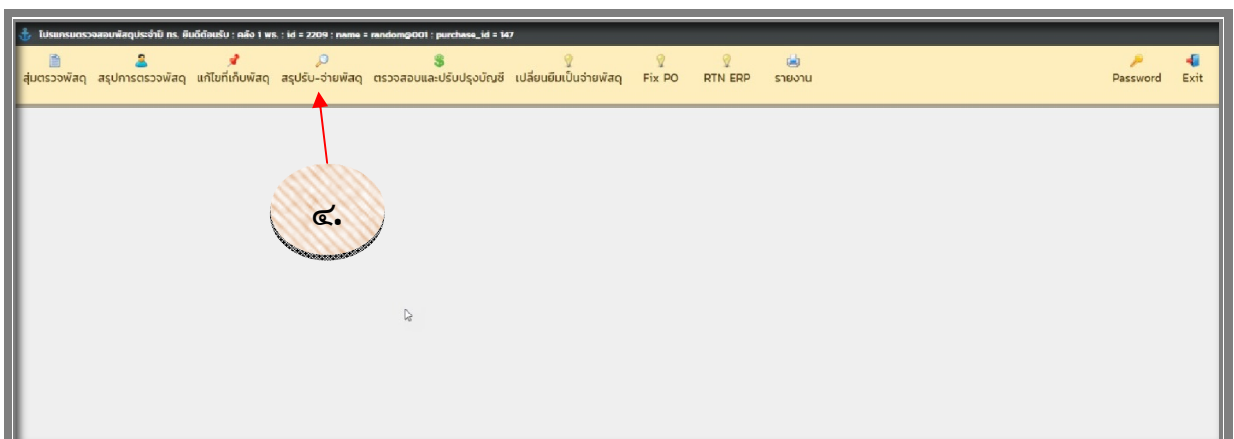 โปรแกรมตรวจสอบพัสดุประจำปี ทร. ยินดีต้อนรับ : คลัง 1 พธ. : id = 2209 : name = random@001 : purchase_id = 147
สุ่มตรวจพัสดุ สรุปการตรวจพัสดุ แก้ไขที่เก็บพัสดุ สรุปรับ-จ่ายพัสดุ ตรวจสอบและปรับปรุงบัญชี เปลี่ยนยืมเป็นจ่ายพัสดุ Fix PO RTN ERP รายงาน Password Exit
๔.